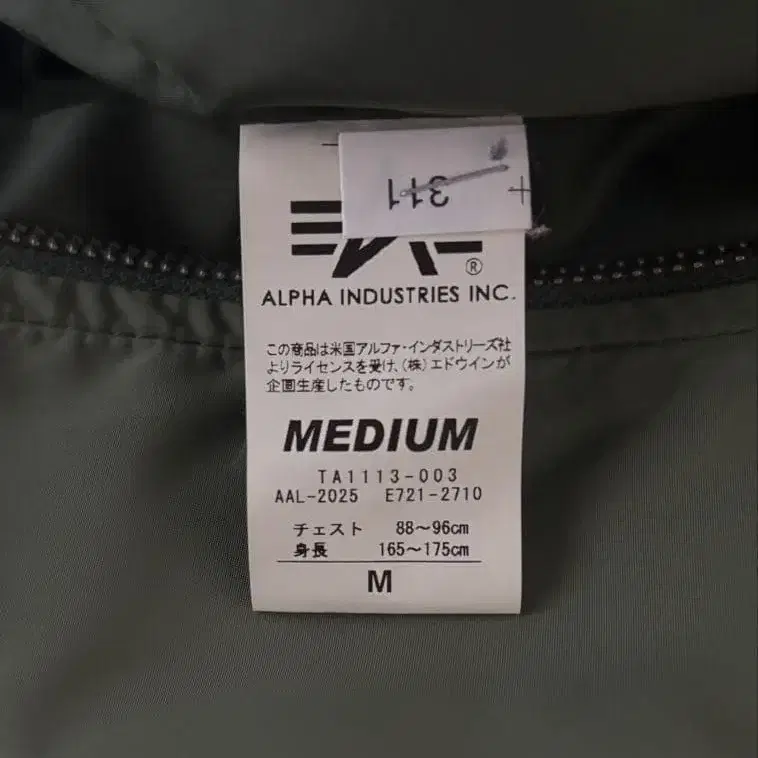 311
ALPHA INDUSTRIES INC.
この商品は米国アルファ・インダストリーズ社
よりライセンスを受け、(株)エドウインが
企画生産したものです。
MEDIUM
TA1113-003
AAL-2025 E721-2710
チェスト 88～96cm
身長 165～175cm
M